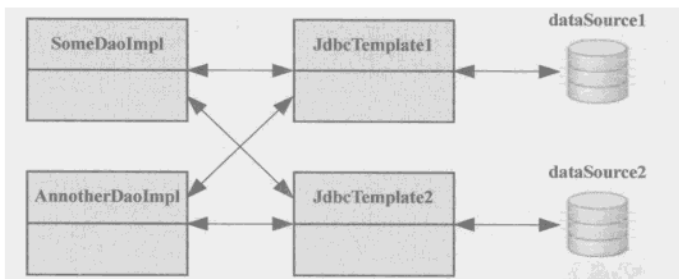 SomeDaoImpl
JdbcTemplate1
dataSource1
AnnotherDaoImpl
JdbcTemplate2
dataSource2